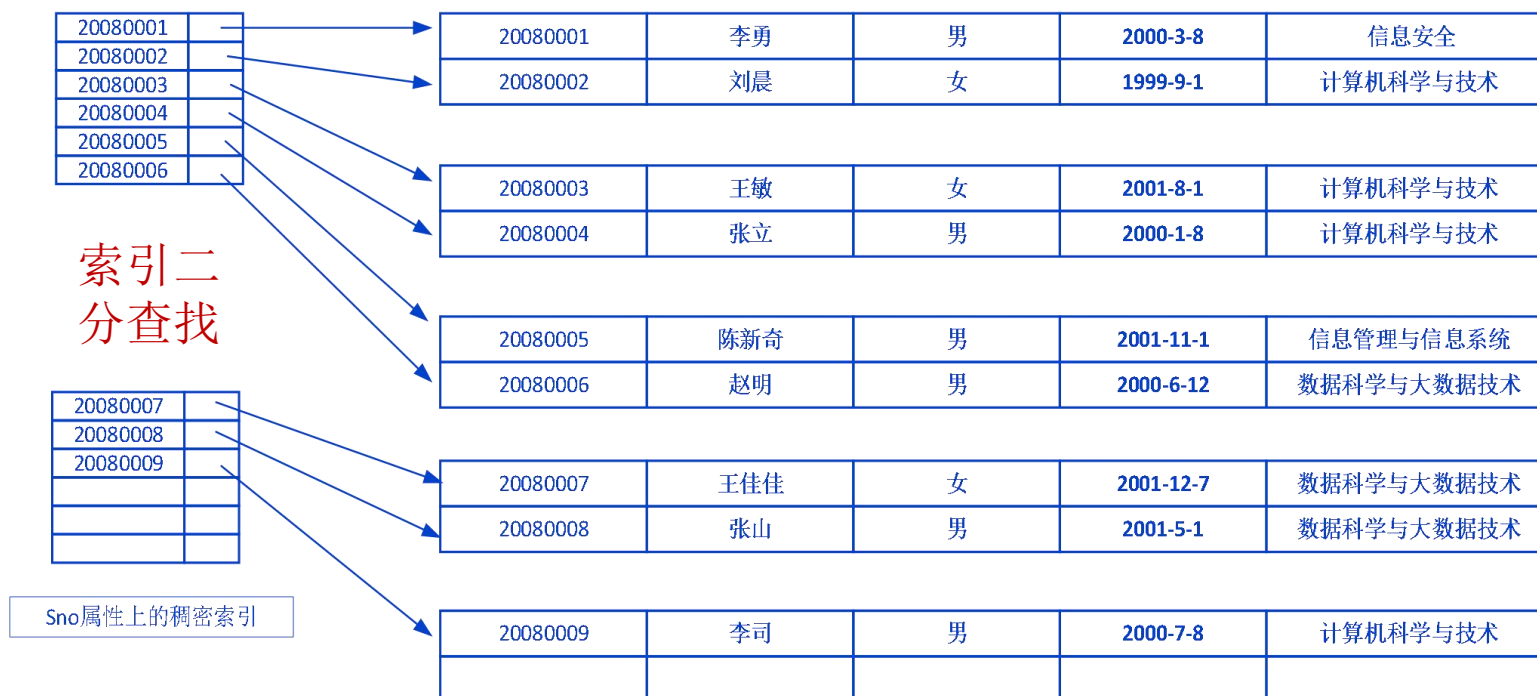 20080001
20080002
20080003
20080004
20080005
20080006
索引二
分查找
20080007
20080008
20080009
Sno属性上的稠密索引
20080001 李勇 男 2000-3-8 信息安全
20080002 刘晨 女 1999-9-1 计算机科学与技术
20080003 王敏 女 2001-8-1 计算机科学与技术
20080004 张立 男 2000-1-8 计算机科学与技术
20080005 陈新奇 男 2001-11-1 信息管理与信息系统
20080006 赵明 男 2000-6-12 数据科学与大数据技术
20080007 王佳佳 女 2001-12-7 数据科学与大数据技术
20080008 张山 男 2001-5-1 数据科学与大数据技术
20080009 李司 男 2000-7-8 计算机科学与技术